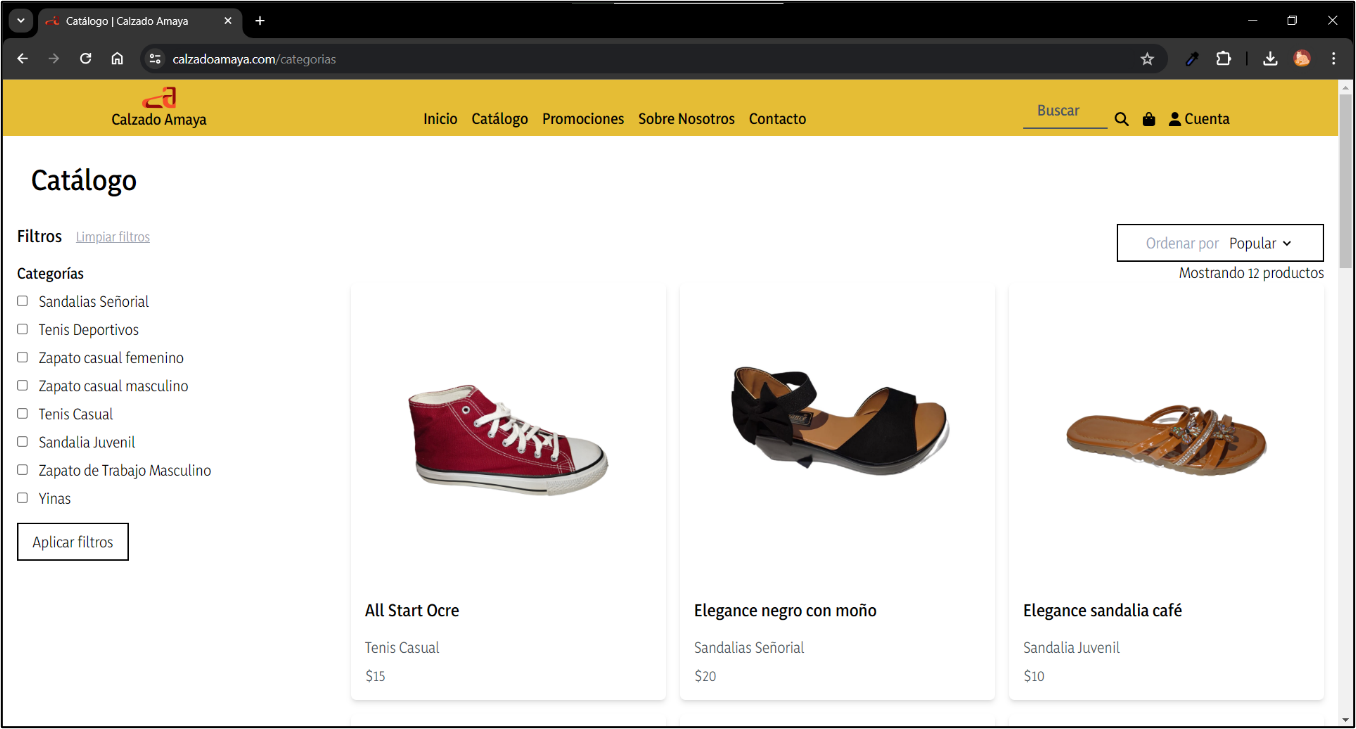 Catálogo | Calzado Amaya
calzadoamaya.com/categorias
Calzado Amaya
Inicio Catálogo Promociones Sobre Nosotros Contacto
Buscar
Cuenta
Catálogo
Filtros Limpiar filtros
Ordenar por Popular
Mostrando 12 productos
Categorías
Sandalias Señorial
Tenis Deportivos
Zapato casual femenino
Zapato casual masculino
Tenis Casual
Sandalia Juvenil
Zapato de Trabajo Masculino
Yinas
Aplicar filtros
All Start Ocre
Tenis Casual
$15
Elegance negro con moño
Sandalias Señorial
$20
Elegance sandalia café
Sandalia Juvenil
$10